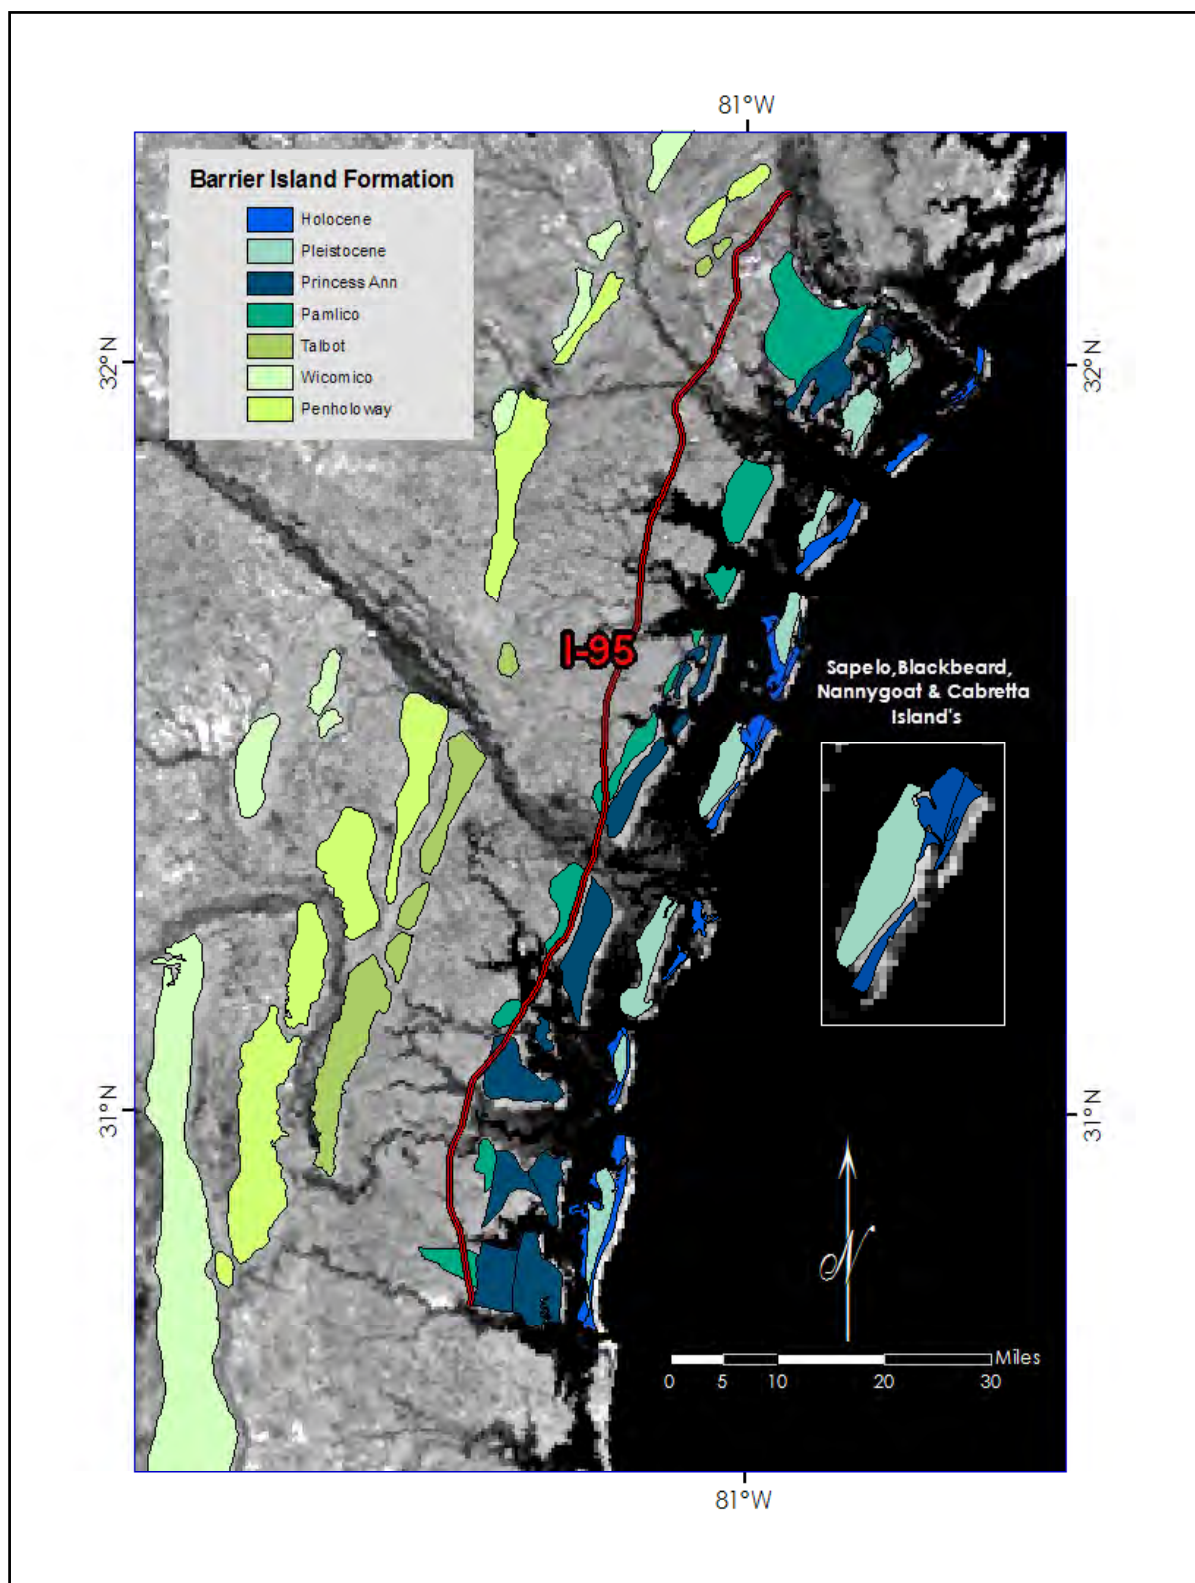 81°W
Barrier Island Formation
Holocene
Pleistocene
Princess Ann
Pamlico
Talbot
Wicomico
Penholoway
32°N
32°N
I-95
Sapelo,Blackbeard,
Nannygoat & Cabretta
Island's
31°N
31°N
N
Miles
0 5 10 20 30
81°W